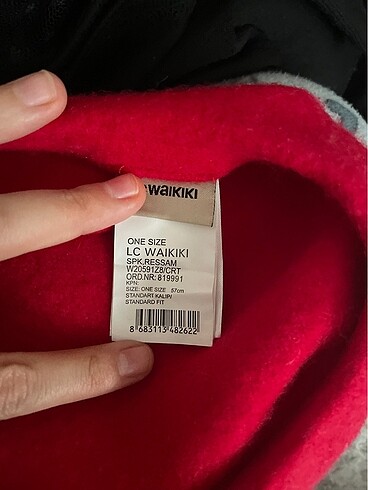 WAIKIKI
ONE SIZE
LC WAIKIKI
SPK,RESSAM
W20591Z8/CRT
ORD.NR: 819991
KPN:
SIZE: ONE SIZE 57cm
STANDART KALIP/
STANDARD FIT
8 683113 482622